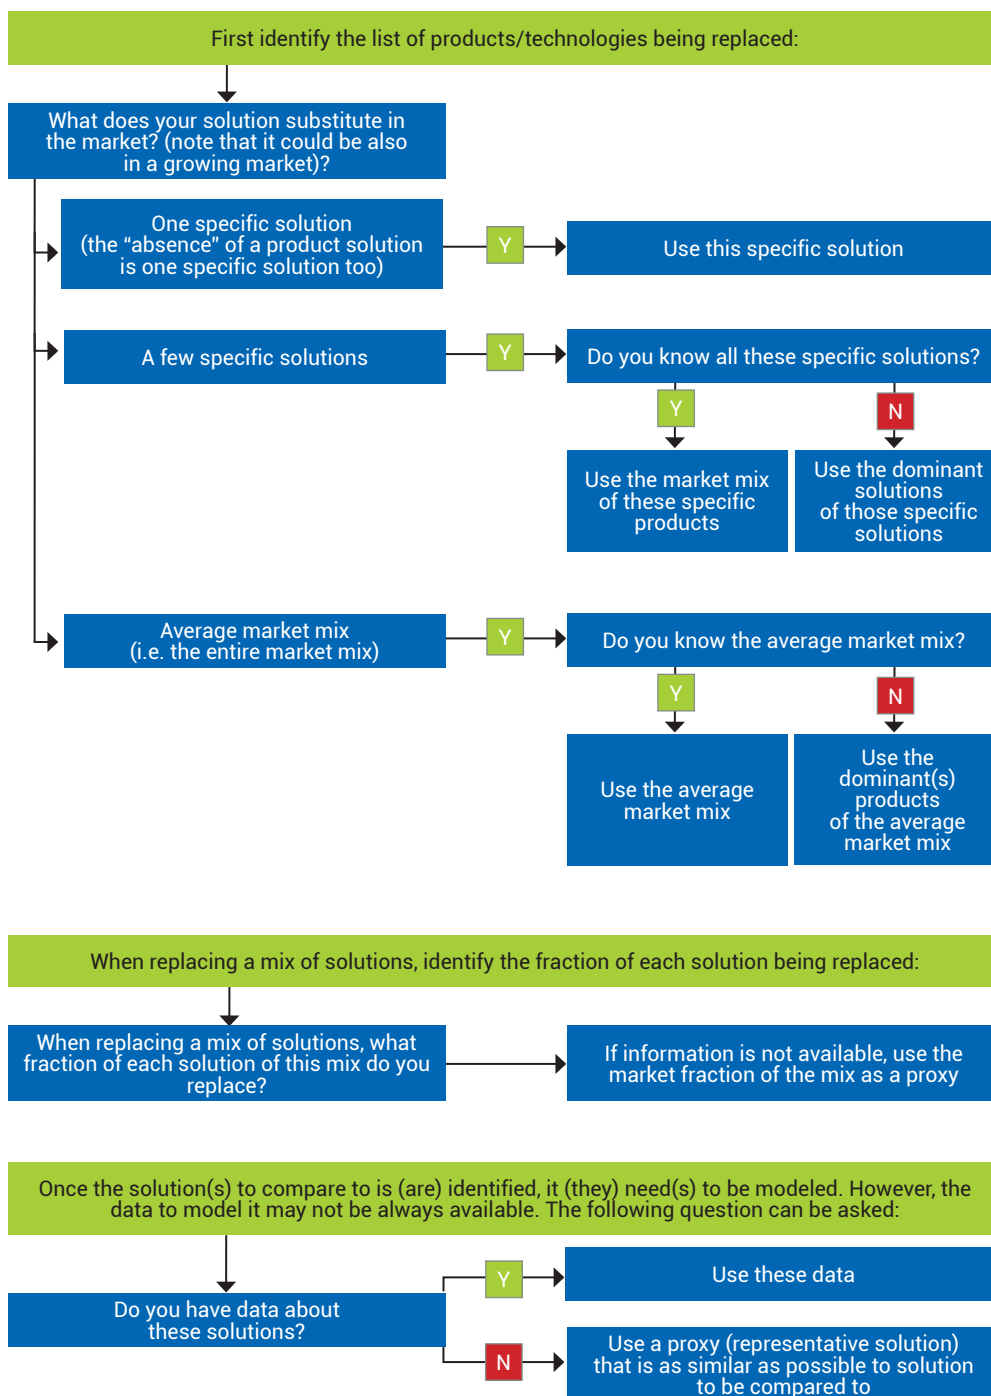 First identify the list of products/technologies being replaced:
What does your solution substitute in
the market? (note that it could be also
in a growing market)?
One specific solution
(the “absence” of a product solution
is one specific solution too)
Y
Use this specific solution
A few specific solutions
Y
Do you know all these specific solutions?
Y
N
Use the market mix
of these specific
products
Use the dominant
solutions
of those specific
solutions
Average market mix
(i.e. the entire market mix)
Y
Do you know the average market mix?
Y
N
Use the average
market mix
Use the
dominant(s)
products
of the average
market mix
When replacing a mix of solutions, identify the fraction of each solution being replaced:
When replacing a mix of solutions, what
fraction of each solution of this mix do you
replace?
If information is not available, use the
market fraction of the mix as a proxy
Once the solution(s) to compare to is (are) identified, it (they) need(s) to be modeled. However, the
data to model it may not be always available. The following question can be asked:
Do you have data about
these solutions?
Y
Use these data
N
Use a proxy (representative solution)
that is as similar as possible to solution
to be compared to